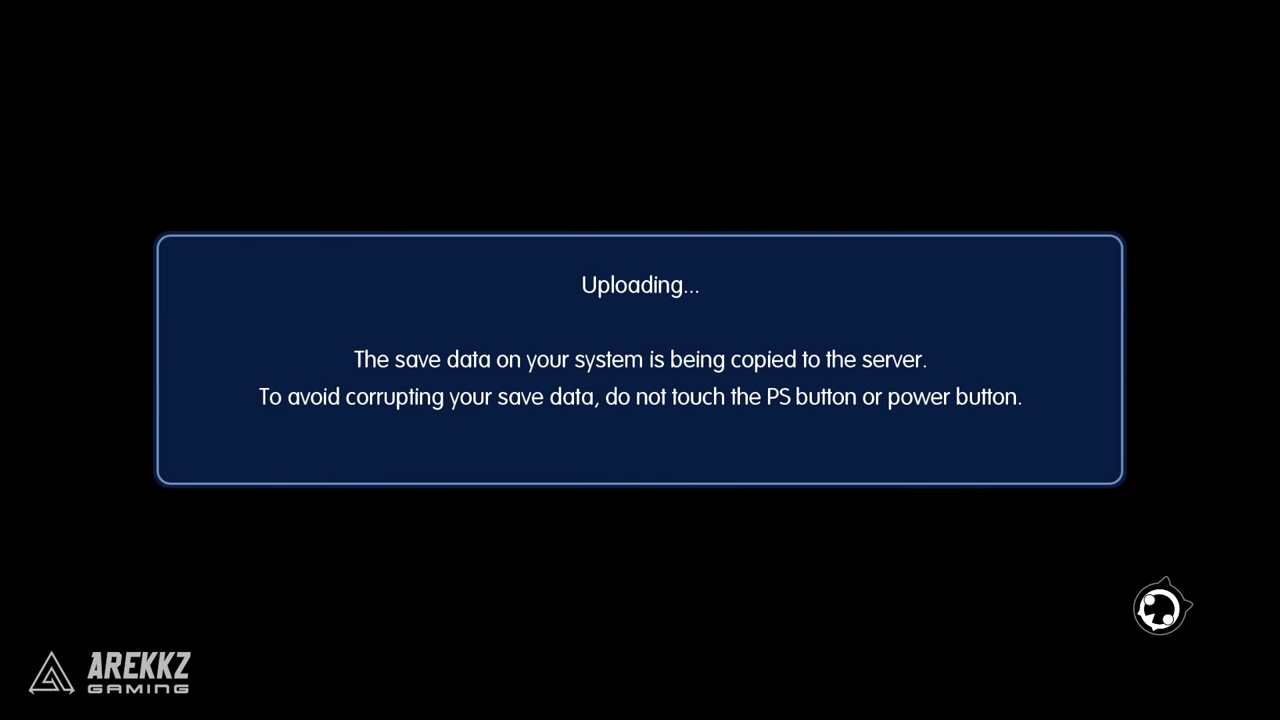 Uploading...
The save data on your system is being copied to the server.
To avoid corrupting your save data, do not touch the PS button or power button.
AREKKZ
GAMING